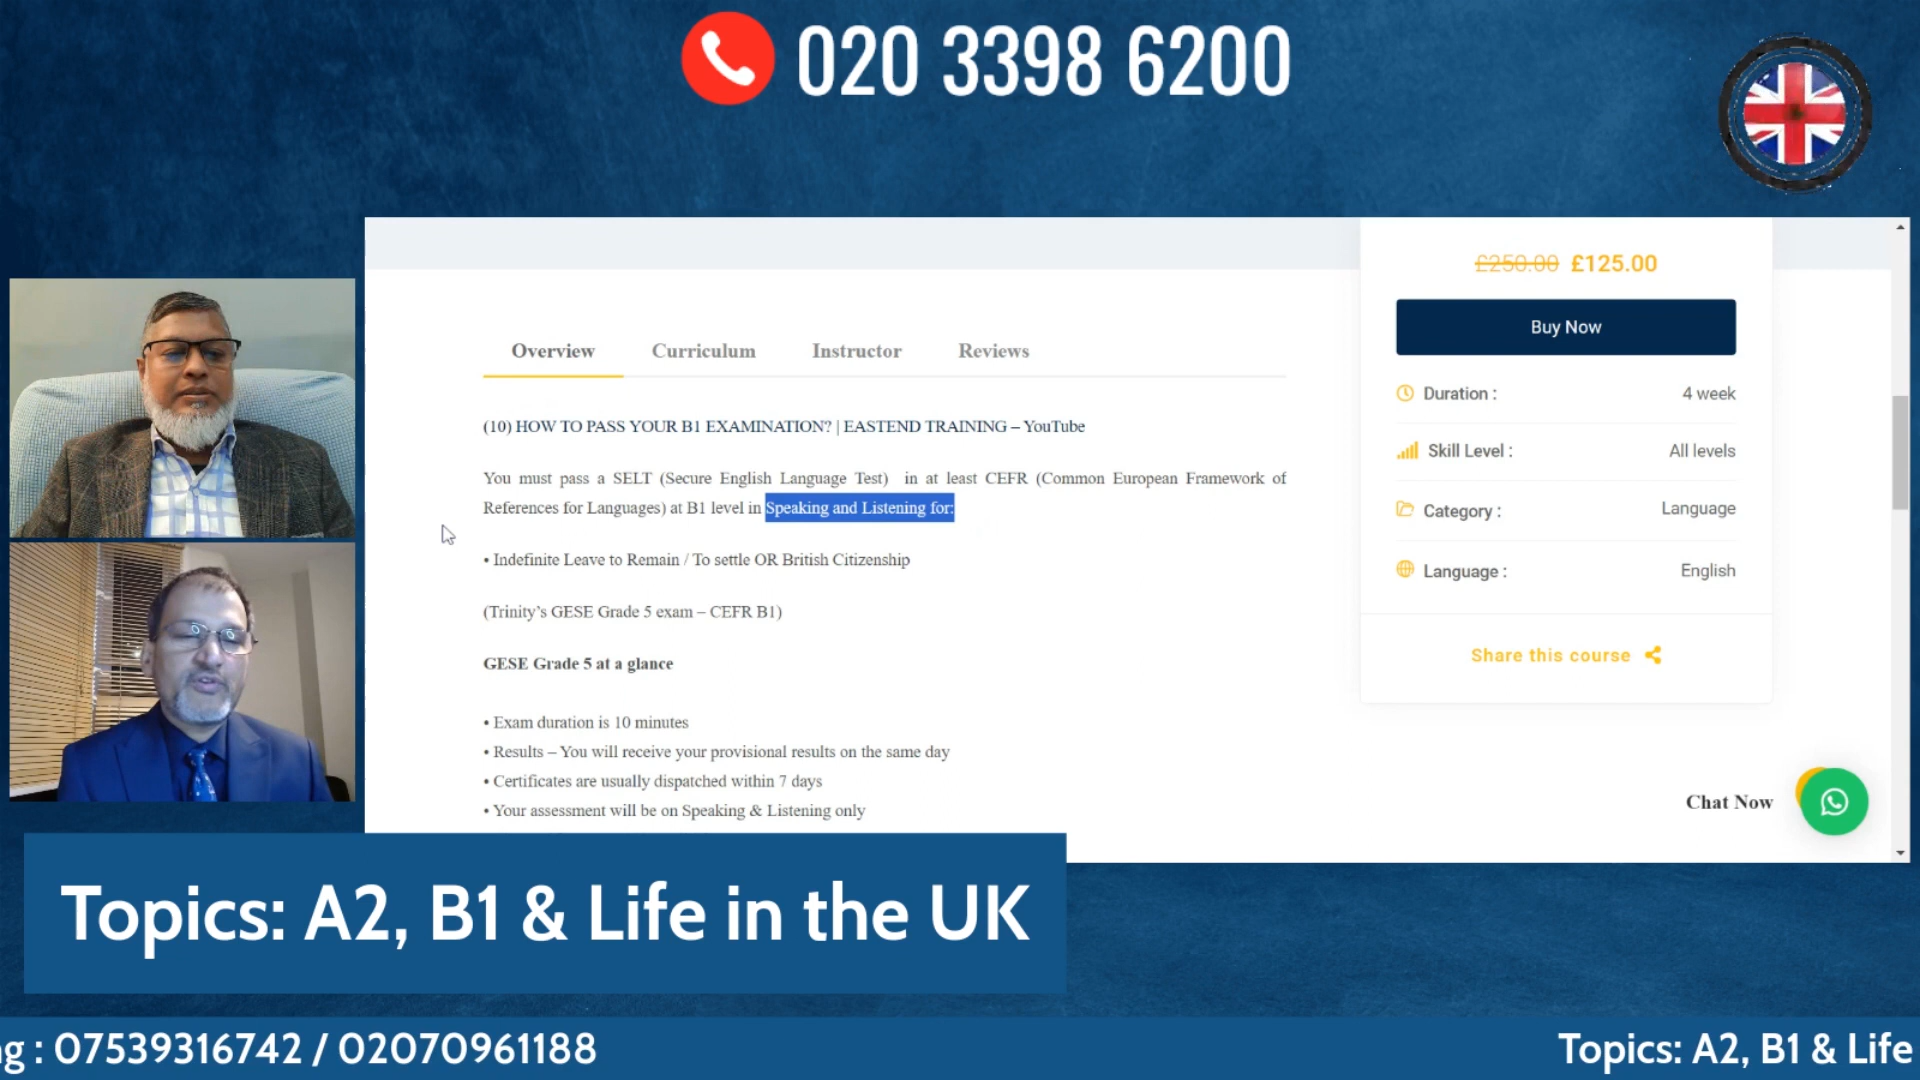 020 3398 6200
£250.00 £125.00
Buy Now
Overview Curriculum Instructor Reviews
Duration : 4 week
(10) HOW TO PASS YOUR B1 EXAMINATION? | EASTEND TRAINING – YouTube
Skill Level : All levels
You must pass a SELT (Secure English Language Test) in at least CEFR (Common European Framework of
References for Languages) at B1 level in Speaking and Listening for:
Category : Language
• Indefinite Leave to Remain / To settle OR British Citizenship
Language : English
(Trinity’s GESE Grade 5 exam – CEFR B1)
Share this course
GESE Grade 5 at a glance
• Exam duration is 10 minutes
• Results – You will receive your provisional results on the same day
• Certificates are usually dispatched within 7 days
• Your assessment will be on Speaking & Listening only
Chat Now
Topics: A2, B1 & Life in the UK
g : 07539316742 / 02070961188
Topics: A2, B1 & Life